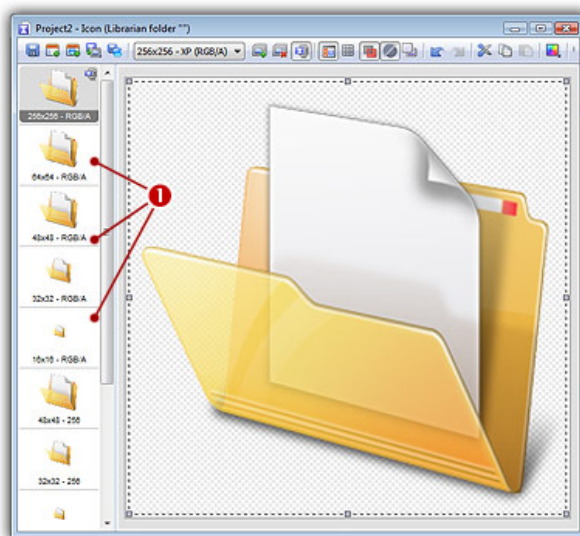 Project2 - Icon (Librarian folder "")
256x256 - XP (RGB/A)
256x256 - RGB/A
64x64 - RGB/A
1
48x48 - RGB/A
32x32 - RGB/A
16x16 - RGB/A
48x48 - 256
32x32 - 256